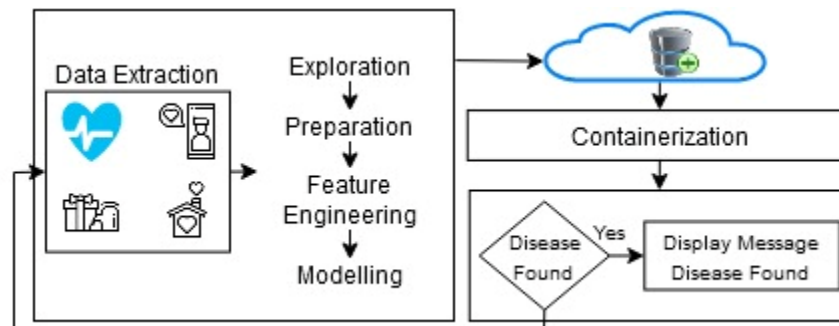 Data Extraction
Exploration
Preparation
Feature
Engineering
Modelling
Containerization
Disease
Found
Yes
Display Message
Disease Found